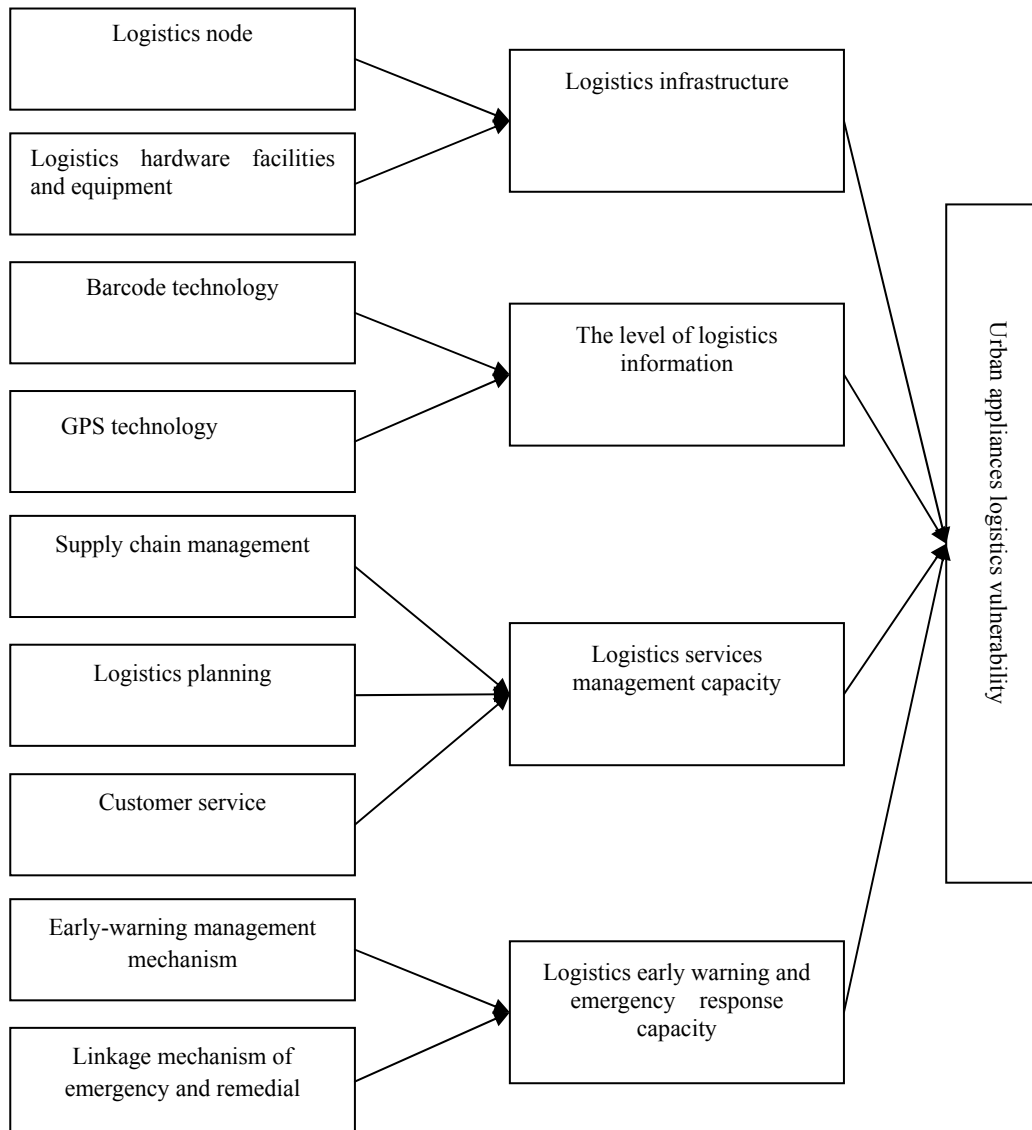 Logistics node
Logistics hardware facilities
and equipment
Barcode technology
GPS technology
Supply chain management
Logistics planning
Customer service
Early-warning management
mechanism
Linkage mechanism of
emergency and remedial
Logistics infrastructure
The level of logistics
information
Logistics services
management capacity
Logistics early warning and
emergency response
capacity
Urban appliances logistics vulnerability